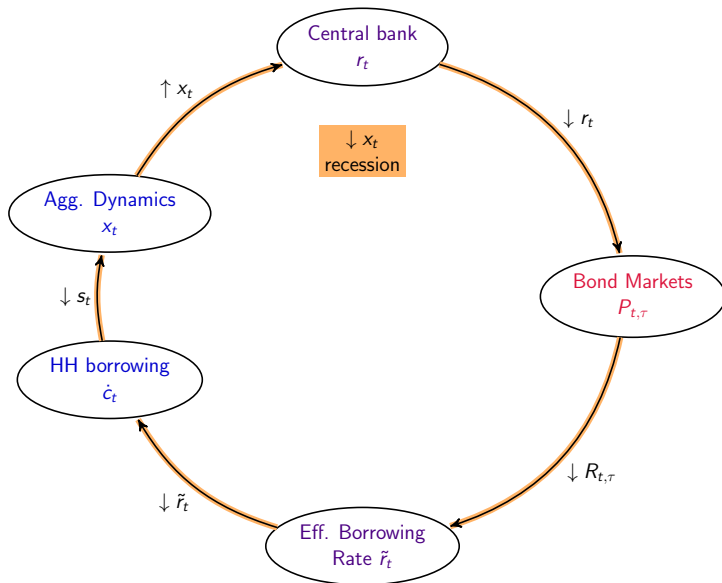 Central bank
r_t
↑ x_t
↓ r_t
↓ x_t
recession
Agg. Dynamics
x_t
Bond Markets
P_{t,τ}
↓ s_t
HH borrowing
ċ_t
↓ R_{t,τ}
↓ r̃_t
Eff. Borrowing
Rate r̃_t